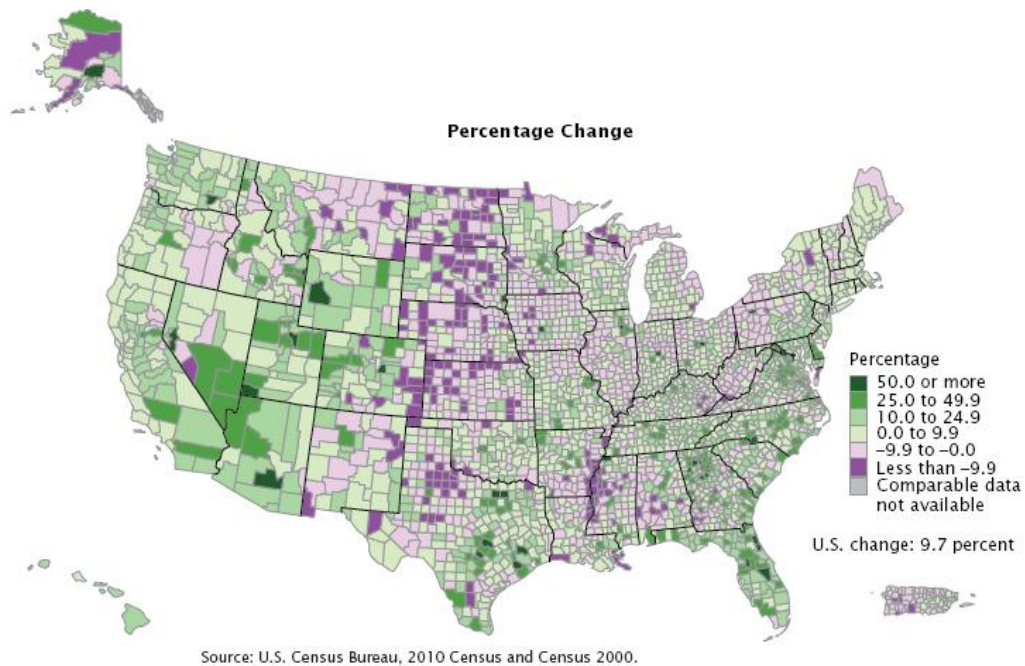 Percentage Change
Percentage
50.0 or more
25.0 to 49.9
10.0 to 24.9
0.0 to 9.9
–9.9 to –0.0
Less than –9.9
Comparable data
not available
U.S. change: 9.7 percent
Source: U.S. Census Bureau, 2010 Census and Census 2000.